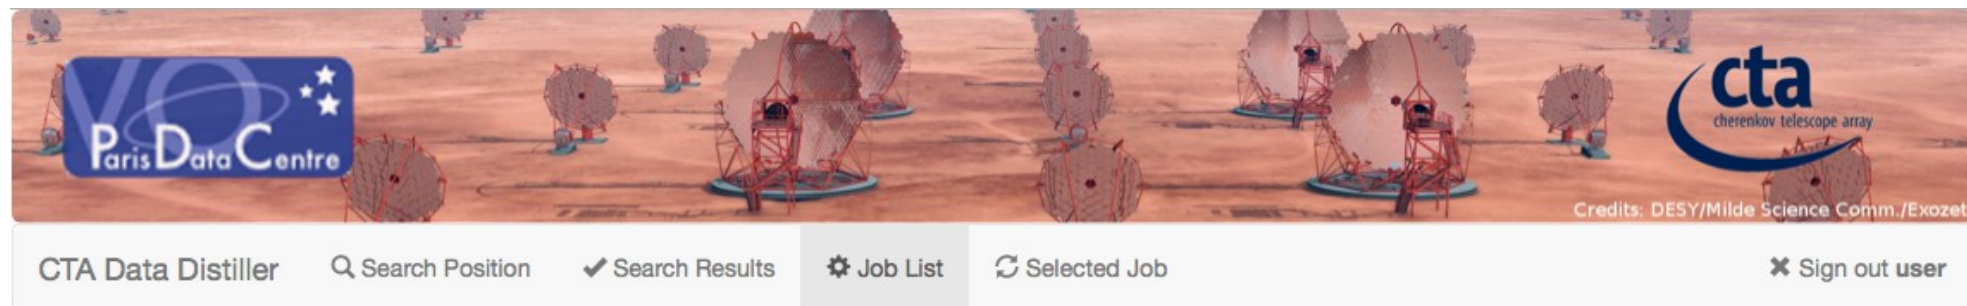 VO
Paris Data Centre
cta
cherenkov telescope array
Credits: DESY/Milde Science Comm./Exozet
CTA Data Distiller Search Position Search Results Job List Selected Job Sign out user